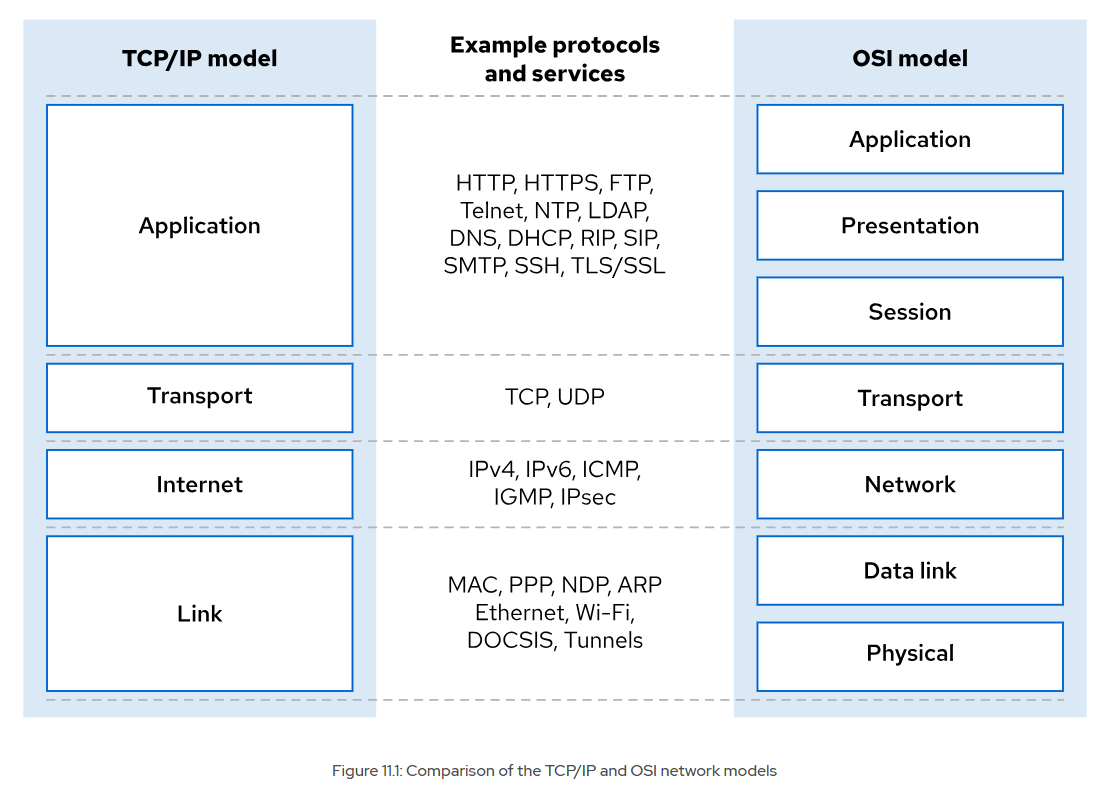 TCP/IP model
Example protocols
and services
OSI model
Application
HTTP, HTTPS, FTP,
Telnet, NTP, LDAP,
DNS, DHCP, RIP, SIP,
SMTP, SSH, TLS/SSL
Application
Presentation
Session
Transport
TCP, UDP
Transport
Internet
IPv4, IPv6, ICMP,
IGMP, IPsec
Network
Link
MAC, PPP, NDP, ARP
Ethernet, Wi-Fi,
DOCSIS, Tunnels
Data link
Physical
Figure 11.1: Comparison of the TCP/IP and OSI network models